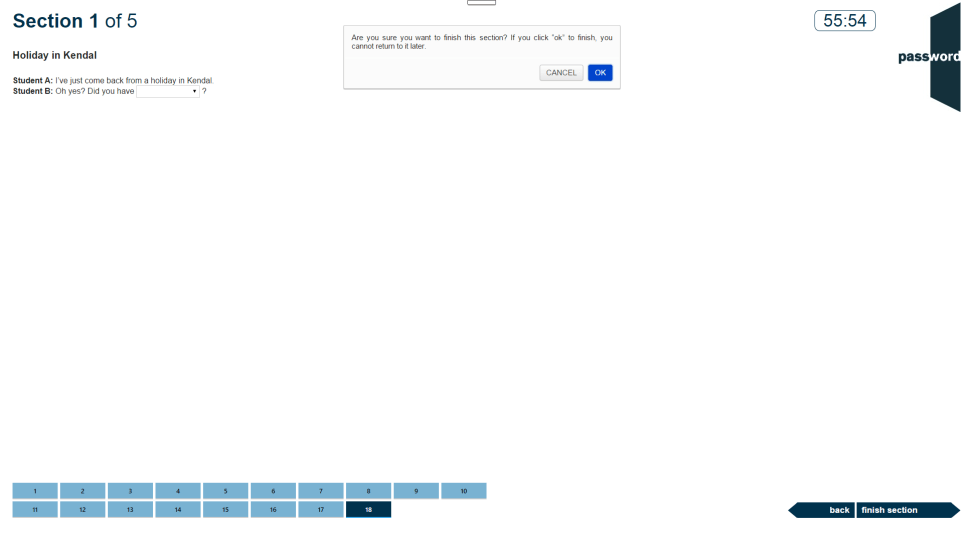 Section 1 of 5
Are you sure you want to finish this section? If you click "ok" to finish, you
cannot return to it later.
CANCEL OK
55:54
password
Holiday in Kendal
Student A: I've just come back from a holiday in Kendal.
Student B: Oh yes? Did you have ?
1 2 3 4 5 6 7 8 9 10
11 12 13 14 15 16 17 18
back finish section